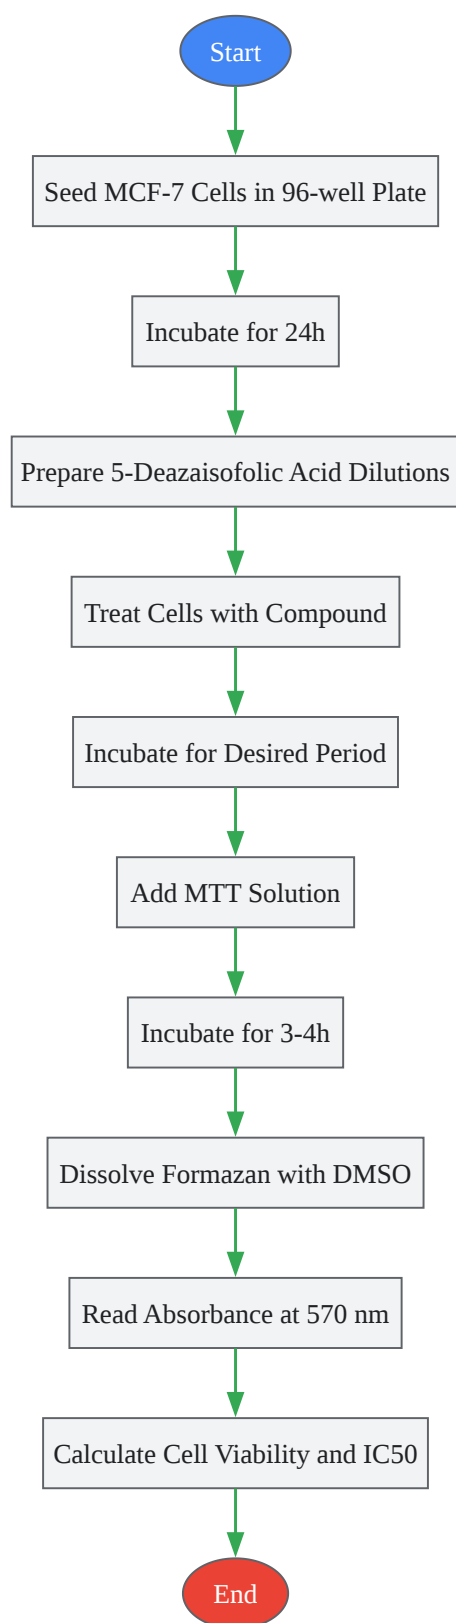 Start
Seed MCF-7 Cells in 96-well Plate
Incubate for 24h
Prepare 5-Deazaisofolic Acid Dilutions
Treat Cells with Compound
Incubate for Desired Period
Add MTT Solution
Incubate for 3-4h
Dissolve Formazan with DMSO
Read Absorbance at 570 nm
Calculate Cell Viability and IC50
End